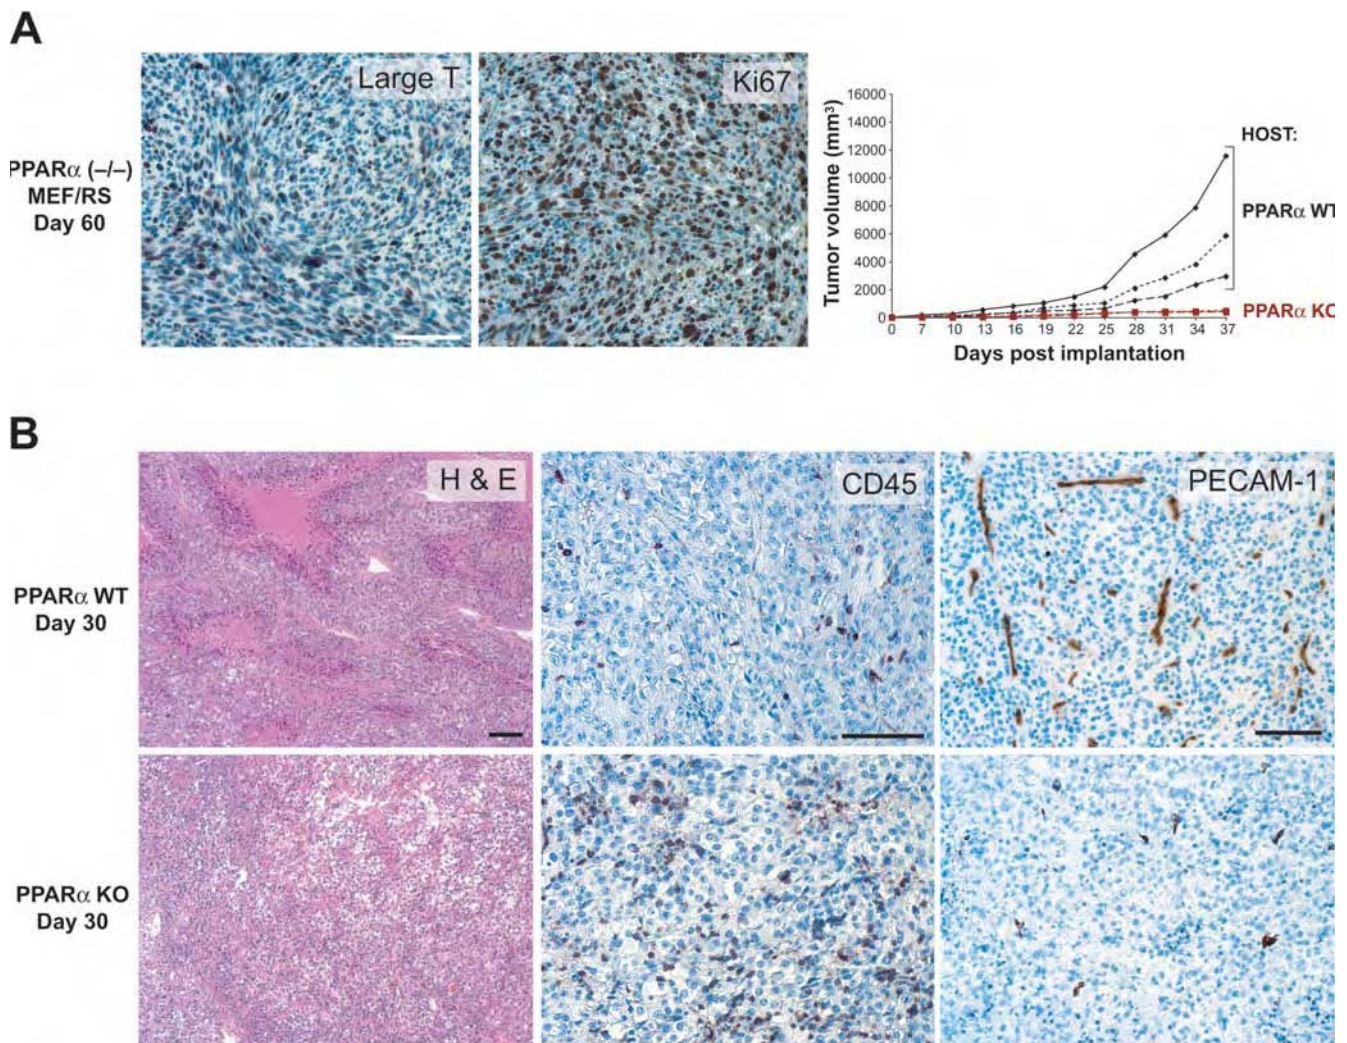 A
Large T
Ki67
PPARα (–/–)
MEF/RS
Day 60
Tumor volume (mm³)
16000
14000
12000
10000
8000
6000
4000
2000
0
0 7 10 13 16 19 22 25 28 31 34 37
Days post implantation
HOST:
PPARα WT
PPARα KO
B
H & E
CD45
PECAM-1
PPARα WT
Day 30
PPARα KO
Day 30